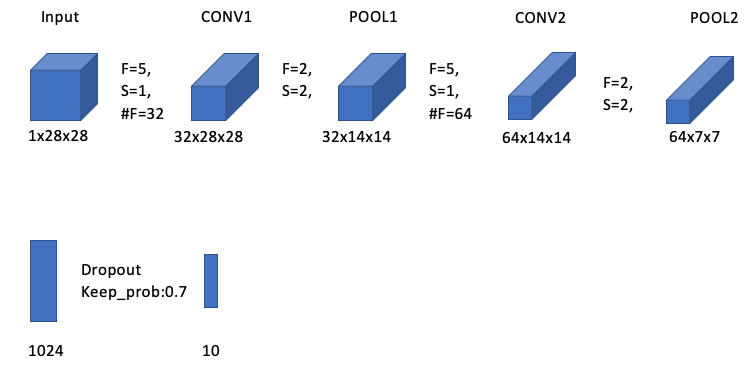 Input
CONV1
POOL1
CONV2
POOL2
F=5,
S=1,
#F=32
F=2,
S=2,
F=5,
S=1,
#F=64
F=2,
S=2,
1x28x28
32x28x28
32x14x14
64x14x14
64x7x7
Dropout
Keep_prob:0.7
1024
10